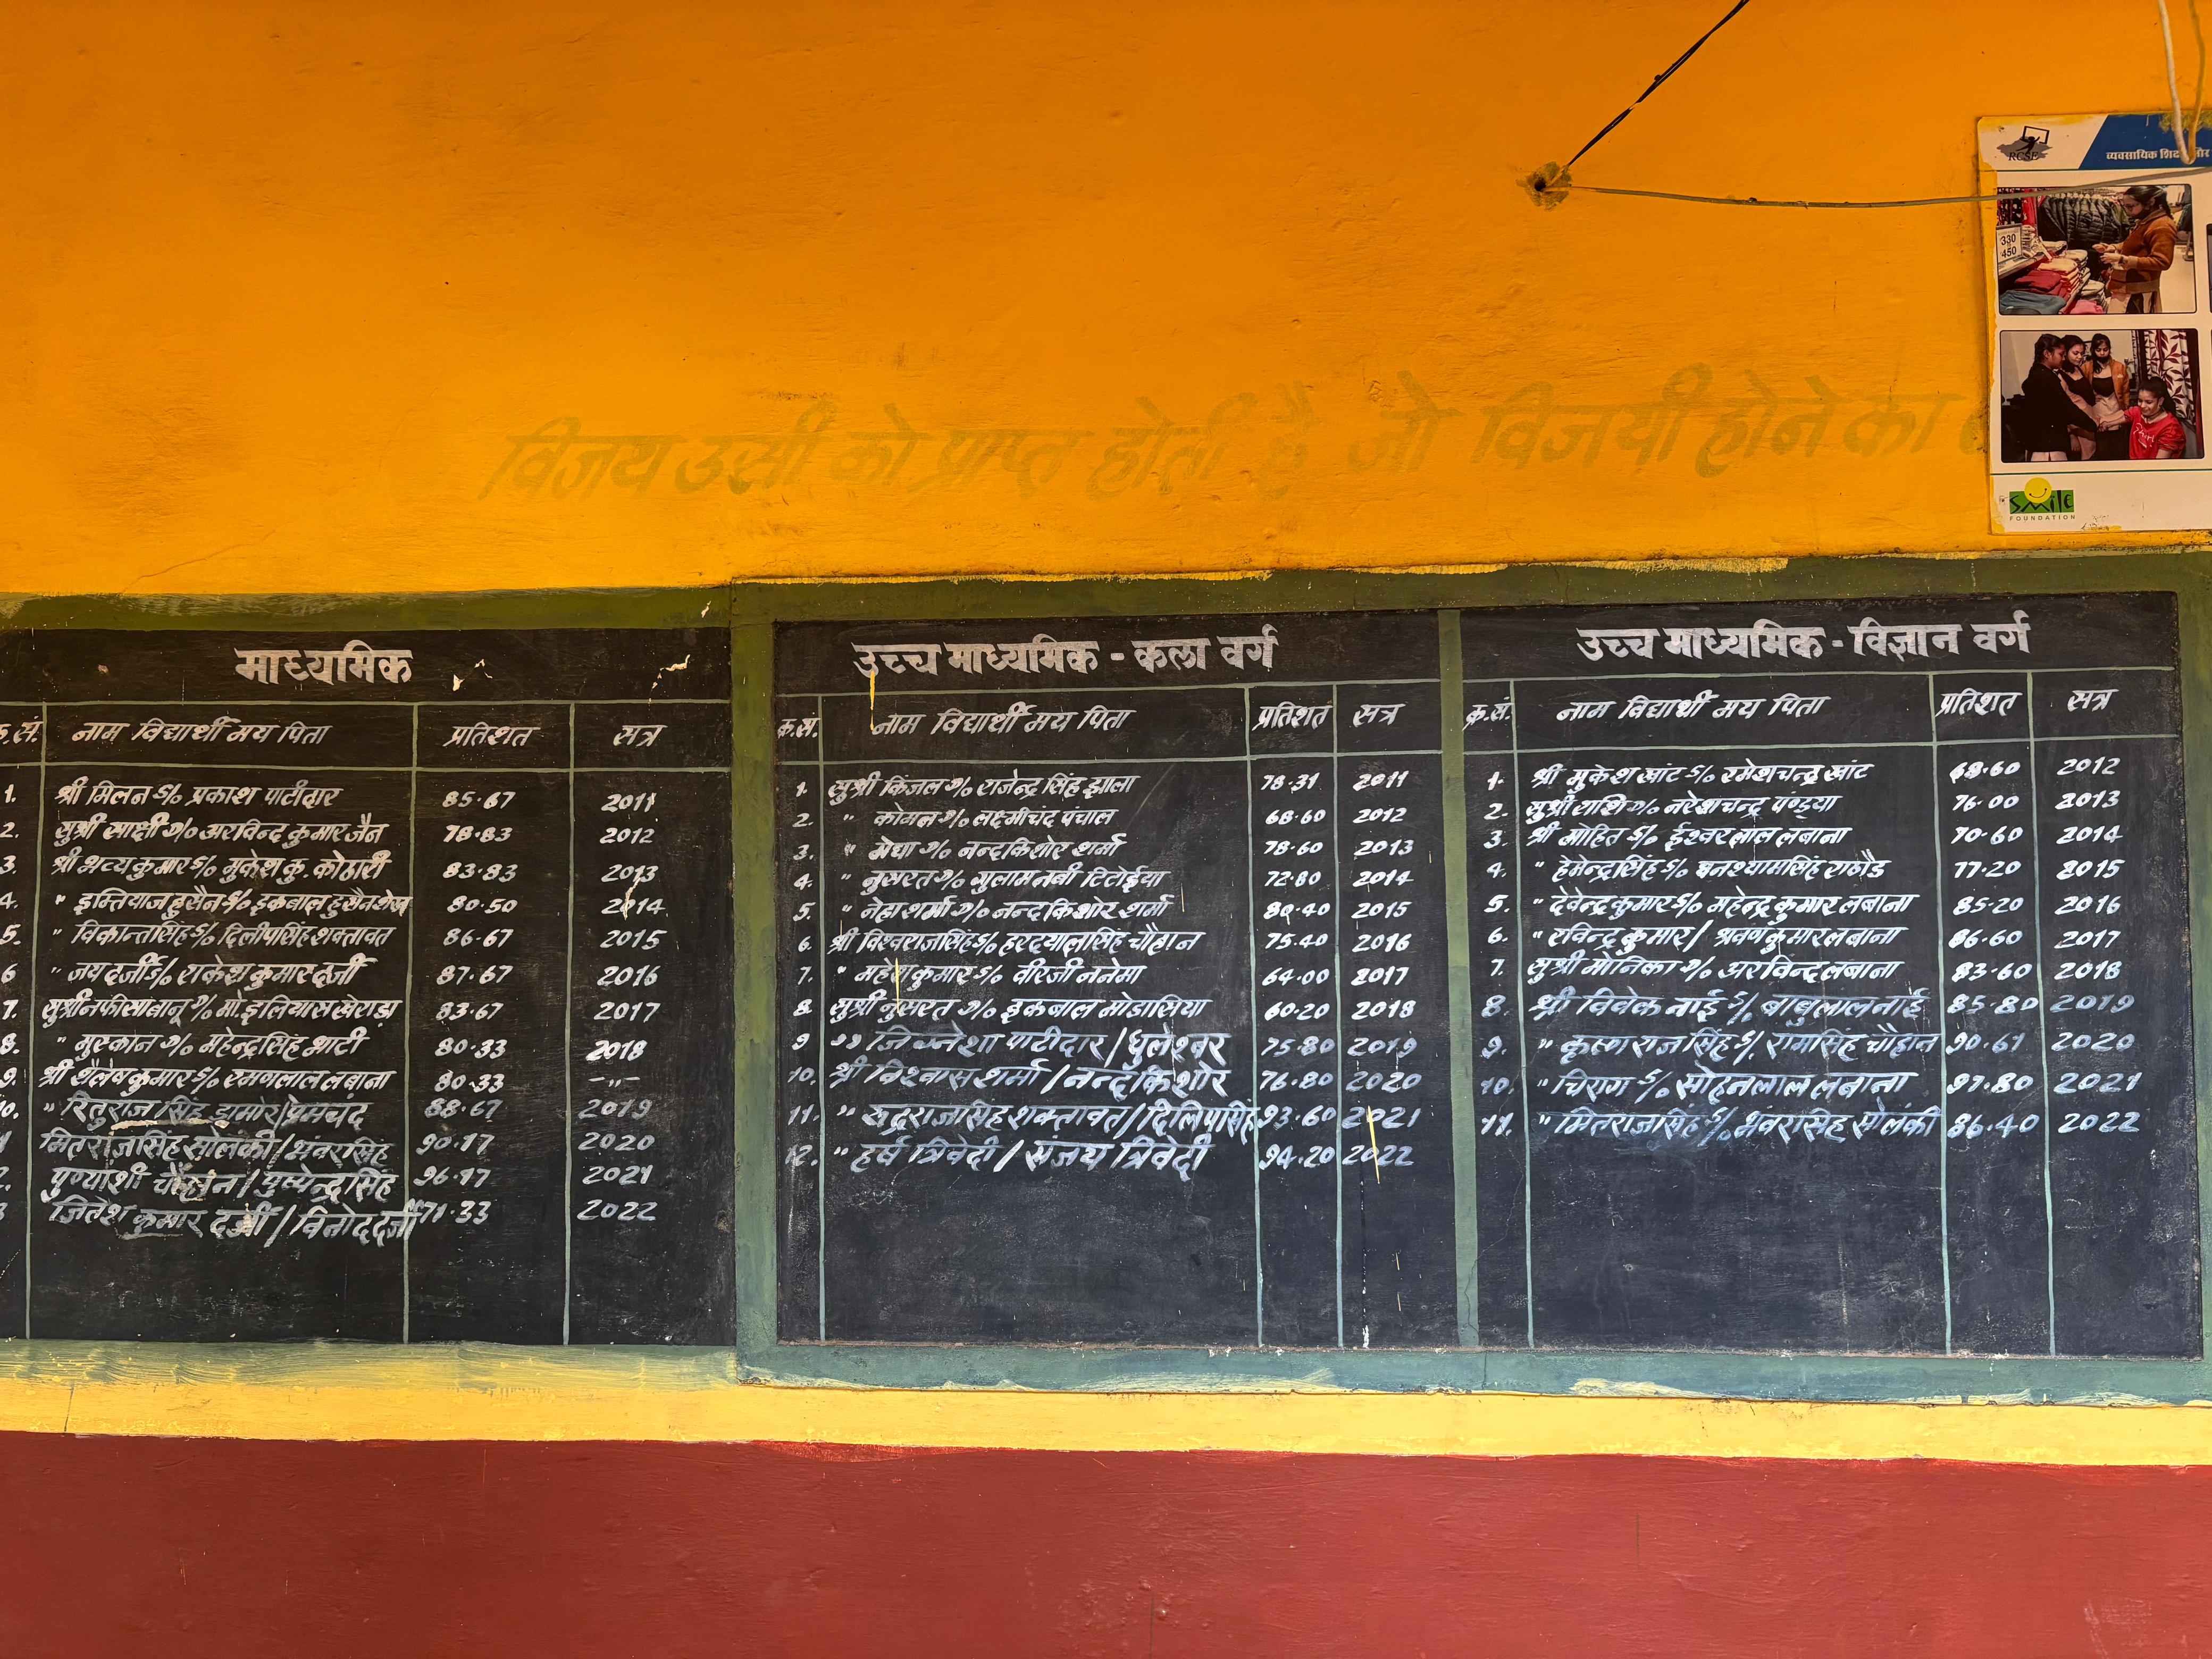 RCSE
व्यवसायिक
330
450
विजय उसी को प्राप्त होती है जो विजयी होने का
smile
FOUNDATION
माध्यमिक
क्र.सं. नाम विद्यार्थी मय पिता प्रतिशत सत्र
1. श्री मिलन S/o प्रकाश पाटीदार 85.67 2011
2. सुश्री साक्षी D/o अरविन्द कुमार जैन 78.83 2012
3. श्री भव्य कुमार S/o मुकेश कु. कोठारी 83.83 2013
4. " इम्तियाज हुसैन S/o इकबाल हुसैन शेख 80.50 2014
5. " विक्रान्तसिंह S/o दिलीपसिंह शक्तावत 86.67 2015
6 " जय दर्जी S/o राकेश कुमार दर्जी 87.67 2016
7. सुश्री नफीसा बानू D/o मो. इलियास खेराड़ा 83.67 2017
8. " मुस्कान D/o महेन्द्रसिंह भाटी 80.33 2018
9. श्री शैलेष कुमार S/o रमणलाल लबाना 80.33 -"-
10. " रितुराज सिंह डामोर/प्रेमचंद 88.67 2019
मितराजसिंह सोलंकी/भंवरसिंह 90.17 2020
पुण्यांशी चौहान/पुष्पेन्द्रसिंह 96.17 2021
जितेश कुमार दर्जी/विनोद दर्जी 71.33 2022
उच्च माध्यमिक - कला वर्ग
क्र.सं. नाम विद्यार्थी मय पिता प्रतिशत सत्र
1. सुश्री किंजल D/o राजेन्द्र सिंह झाला 78.31 2011
2. " कोमल D/o लक्ष्मीचंद पंचाल 68.60 2012
3. " मेघा D/o नन्दकिशोर शर्मा 78.60 2013
4. " नुसरत D/o गुलाम नबी टिटोईया 72.80 2014
5. " नेहा शर्मा D/o नन्दकिशोर शर्मा 80.40 2015
6. श्री विश्वराजसिंह S/o हरदयालसिंह चौहान 75.40 2016
7. " महेश कुमार S/o वीरजी ननोमा 64.00 2017
8. सुश्री नुसरत D/o इकबाल मोडासिया 60.20 2018
9 " जिग्नेशा पाटीदार/धुलेश्वर 75.80 2019
10. श्री विश्वास शर्मा/नन्दकिशोर 76.80 2020
11. " रूद्रराजसिंह शक्तावत/दिलिपसिंह 93.60 2021
12. " हर्ष त्रिवेदी/संजय त्रिवेदी 94.20 2022
उच्च माध्यमिक - विज्ञान वर्ग
क्र.सं. नाम विद्यार्थी मय पिता प्रतिशत सत्र
1. श्री मुकेश खांट S/o रमेशचन्द्र खांट 68.60 2012
2. सुश्री राशि D/o नरेशचन्द्र पण्ड्या 76.00 2013
3. श्री मोहित S/o ईश्वरलाल लबाना 70.60 2014
4. " हेमेन्द्रसिंह S/o घनश्यामसिंह राठौड 77.20 2015
5. " देवेन्द्रकुमार S/o महेन्द्रकुमार लबाना 85.20 2016
6. " रविन्द्र कुमार/श्रवण कुमार लबाना 86.60 2017
7. सुश्री मोनिका D/o अरविन्द लबाना 83.60 2018
8. श्री विवेक नाई S/o बाबुलाल नाई 85.80 2019
9. " कृष्णराजसिंह S/o रामसिंह चौहान 90.61 2020
10. " चिराग S/o सोहनलाल लबाना 97.80 2021
11. " मितराजसिंह S/o भंवरसिंह सोलंकी 86.40 2022